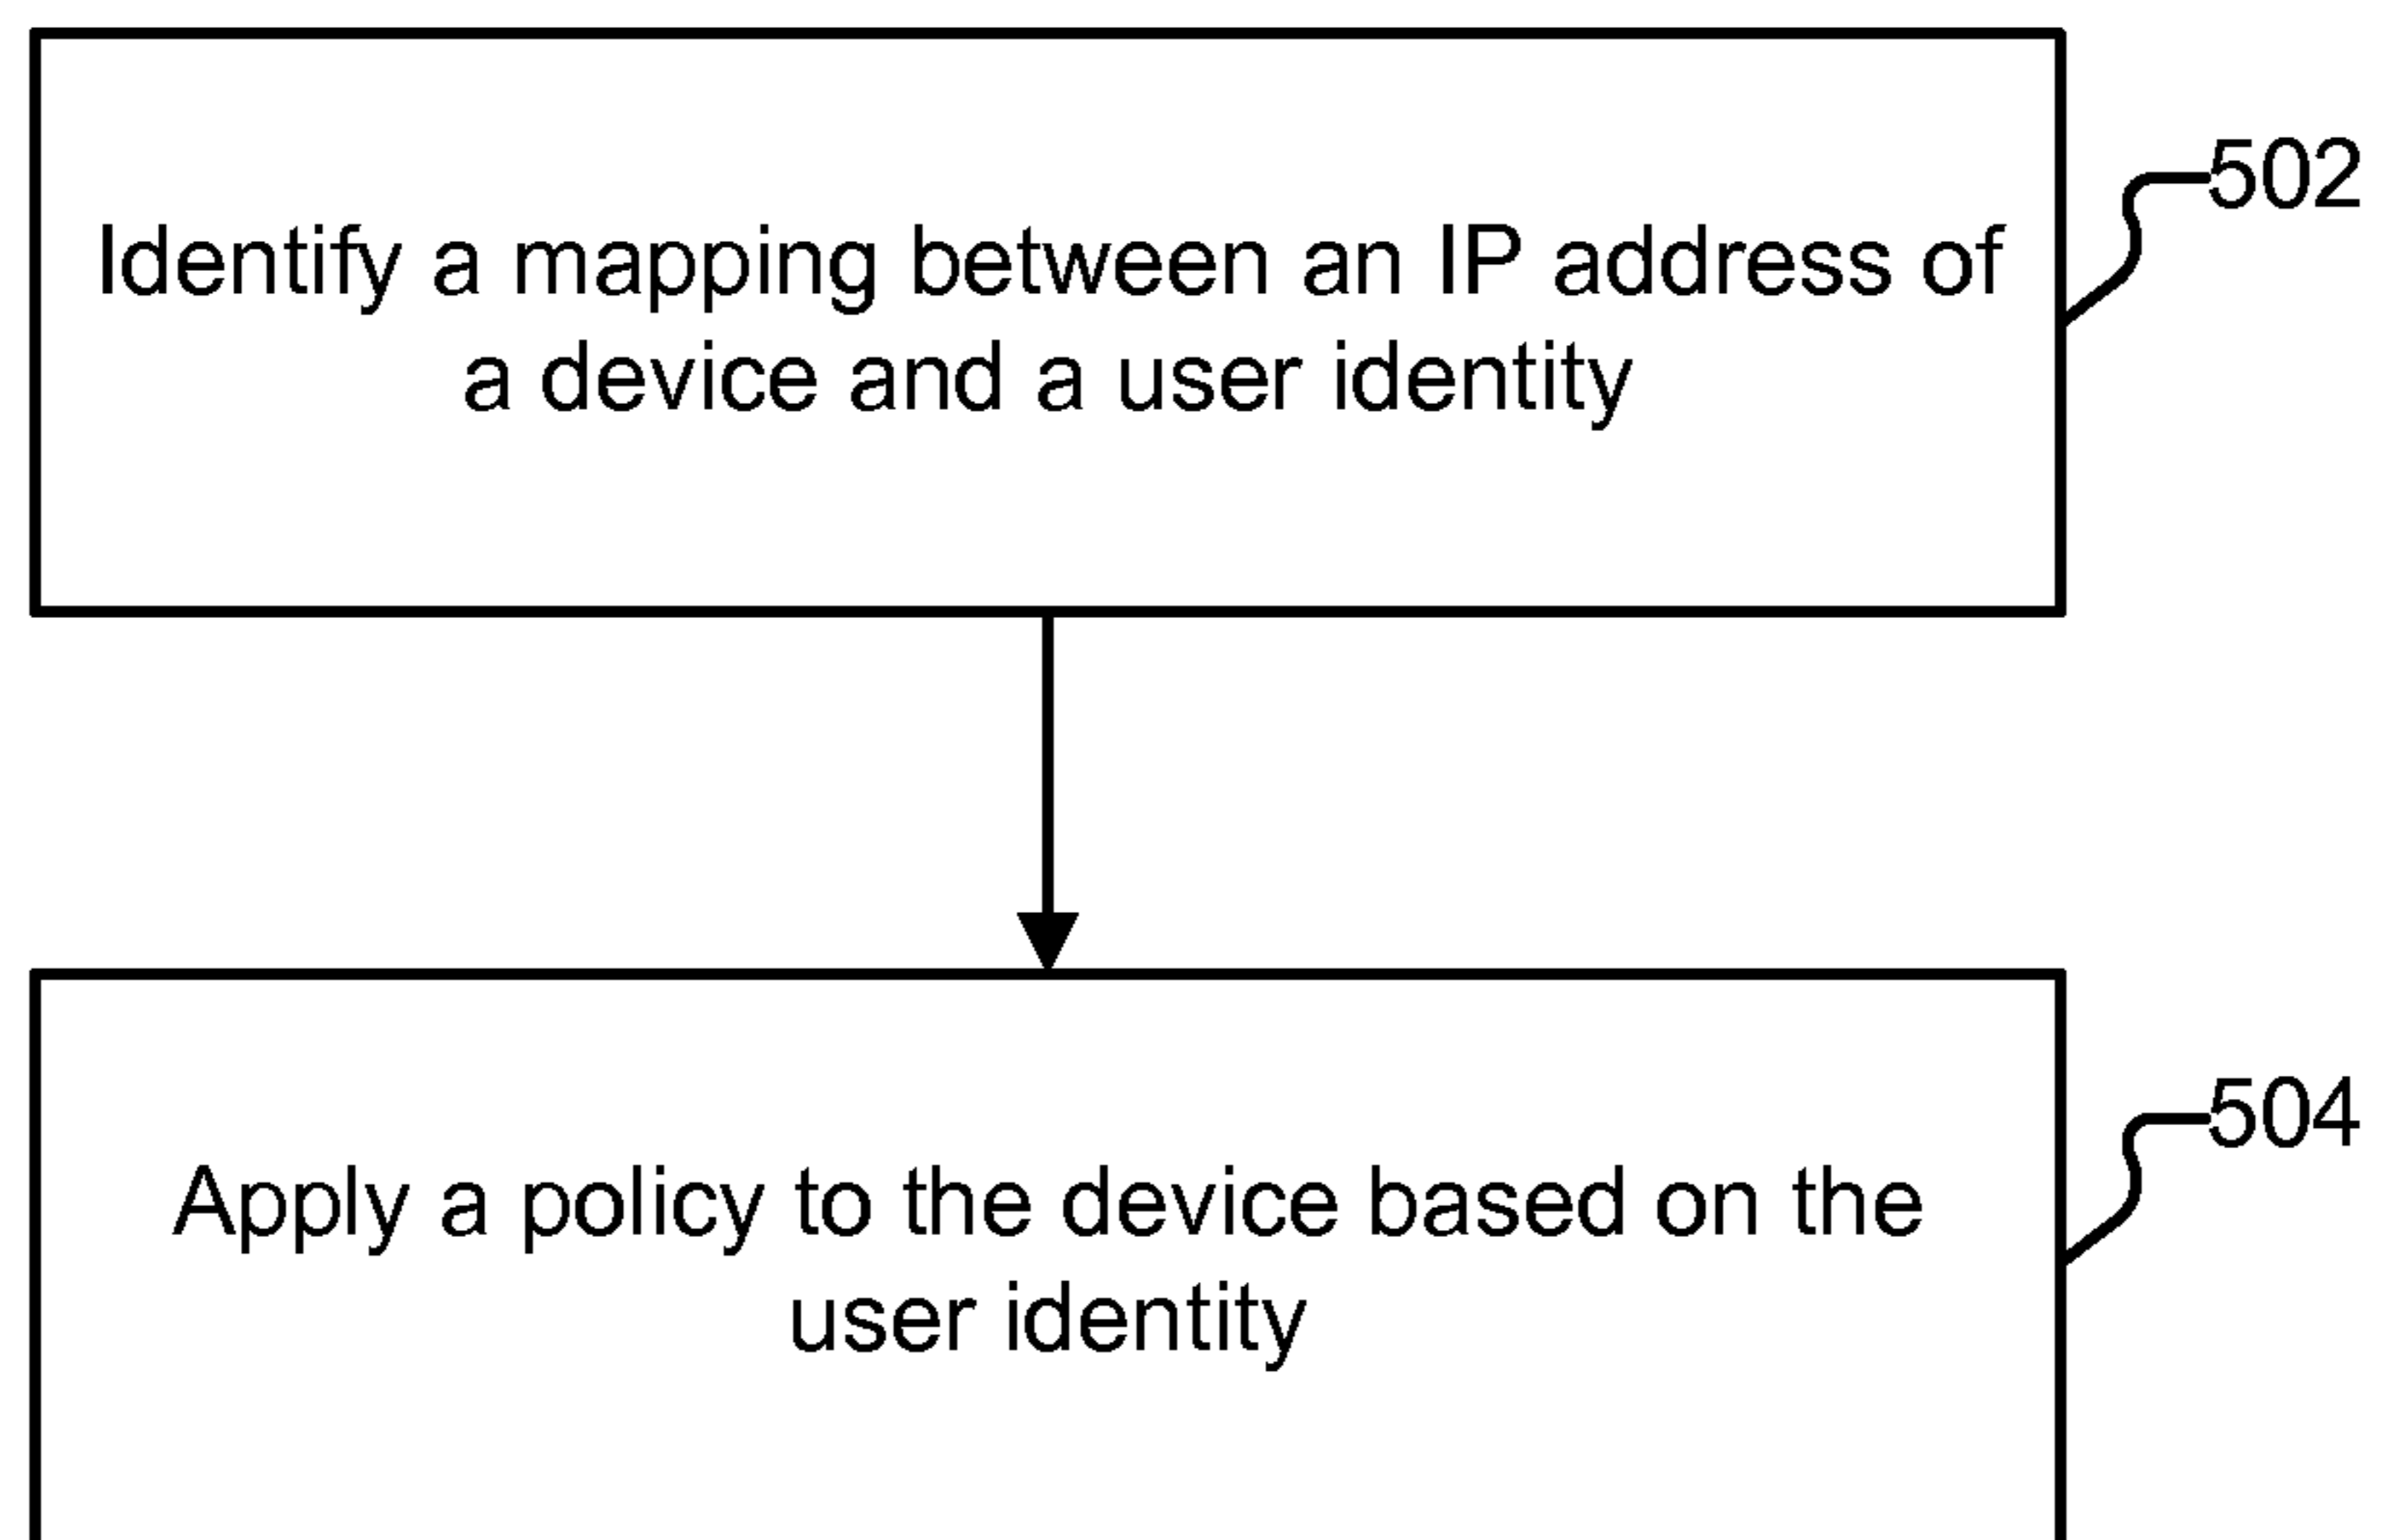 Identify a mapping between an IP address of
a device and a user identity
502
Apply a policy to the device based on the
user identity
504